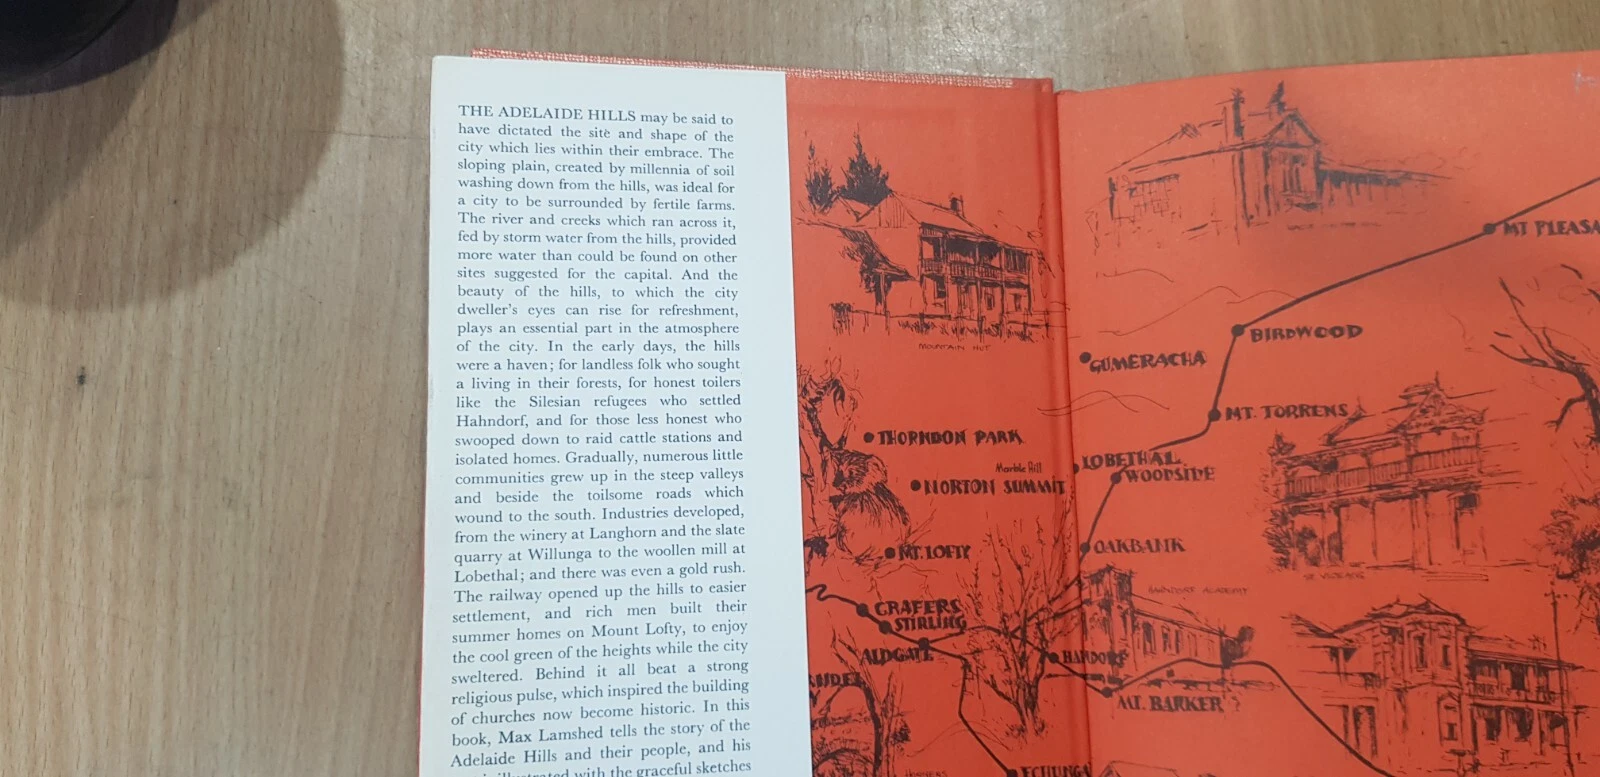 THE ADELAIDE HILLS may be said to
have dictated the site and shape of the
city which lies within their embrace. The
sloping plain, created by millennia of soil
washing down from the hills, was ideal for
a city to be surrounded by fertile farms.
The river and creeks which ran across it,
fed by storm water from the hills, provided
more water than could be found on other
sites suggested for the capital. And the
beauty of the hills, to which the city
dweller's eyes can rise for refreshment,
plays an essential part in the atmosphere
of the city. In the early days, the hills
were a haven; for landless folk who sought
a living in their forests, for honest toilers
like the Silesian refugees who settled
Hahndorf, and for those less honest who
swooped down to raid cattle stations and
isolated homes. Gradually, numerous little
communities grew up in the steep valleys
and beside the toilsome roads which
wound to the south. Industries developed,
from the winery at Langhorn and the slate
quarry at Willunga to the woollen mill at
Lobethal; and there was even a gold rush.
The railway opened up the hills to easier
settlement, and rich men built their
summer homes on Mount Lofty, to enjoy
the cool green of the heights while the city
sweltered. Behind it all beat a strong
religious pulse, which inspired the building
of churches now become historic. In this
book, Max Lamshed tells the story of the
Adelaide Hills and their people, and his
illustrated with the graceful sketches
MOUNTAIN HUT
THORNDON PARK
Marble Hill
NORTON SUMMIT
MT. LOFTY
CRAFERS
STIRLING
ALDGATE
ECHUNGA
MT PLEASA
BIRDWOOD
GUMERACHA
MT. TORRENS
LOBETHAL
WOODSIDE
OAKBANK
HAHNDORF ACADEMY
HANDORF
MT. BARKER